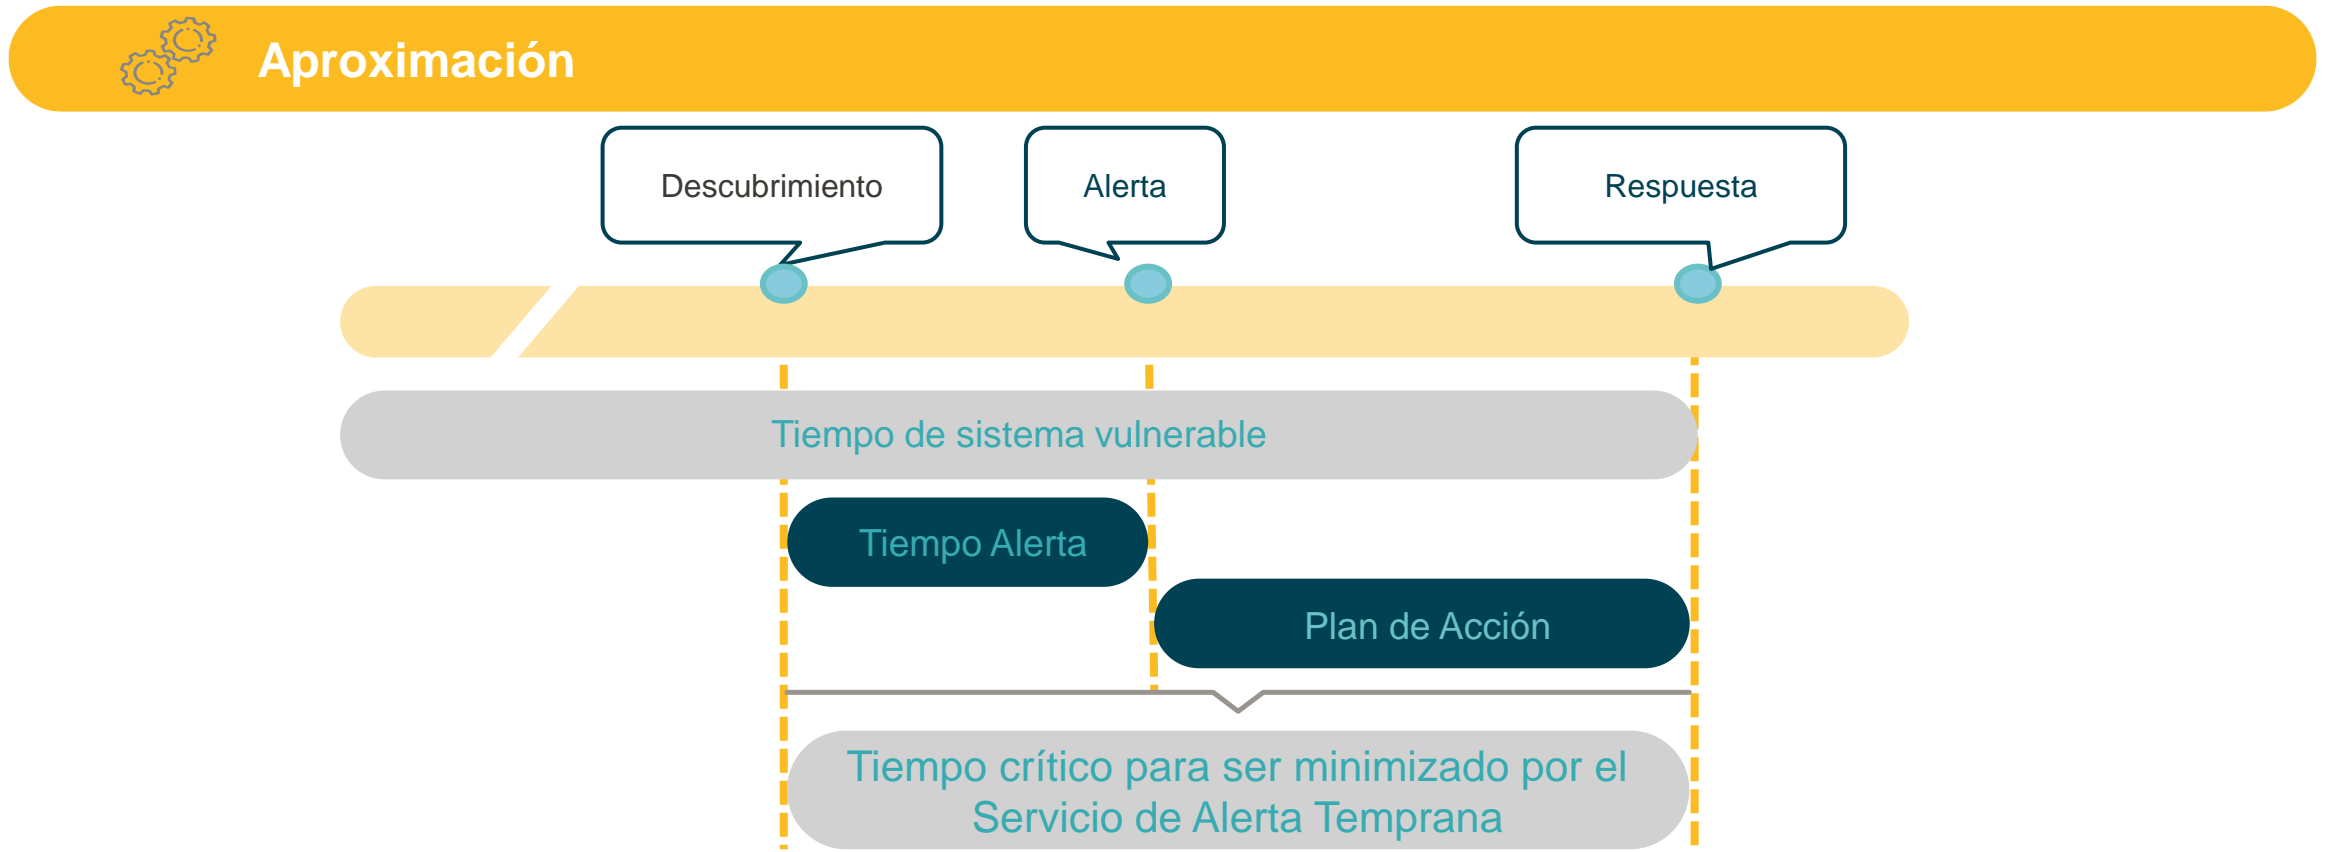 Aproximación
Descubrimiento
Alerta
Respuesta
Tiempo de sistema vulnerable
Tiempo Alerta
Plan de Acción
Tiempo crítico para ser minimizado por el
Servicio de Alerta Temprana